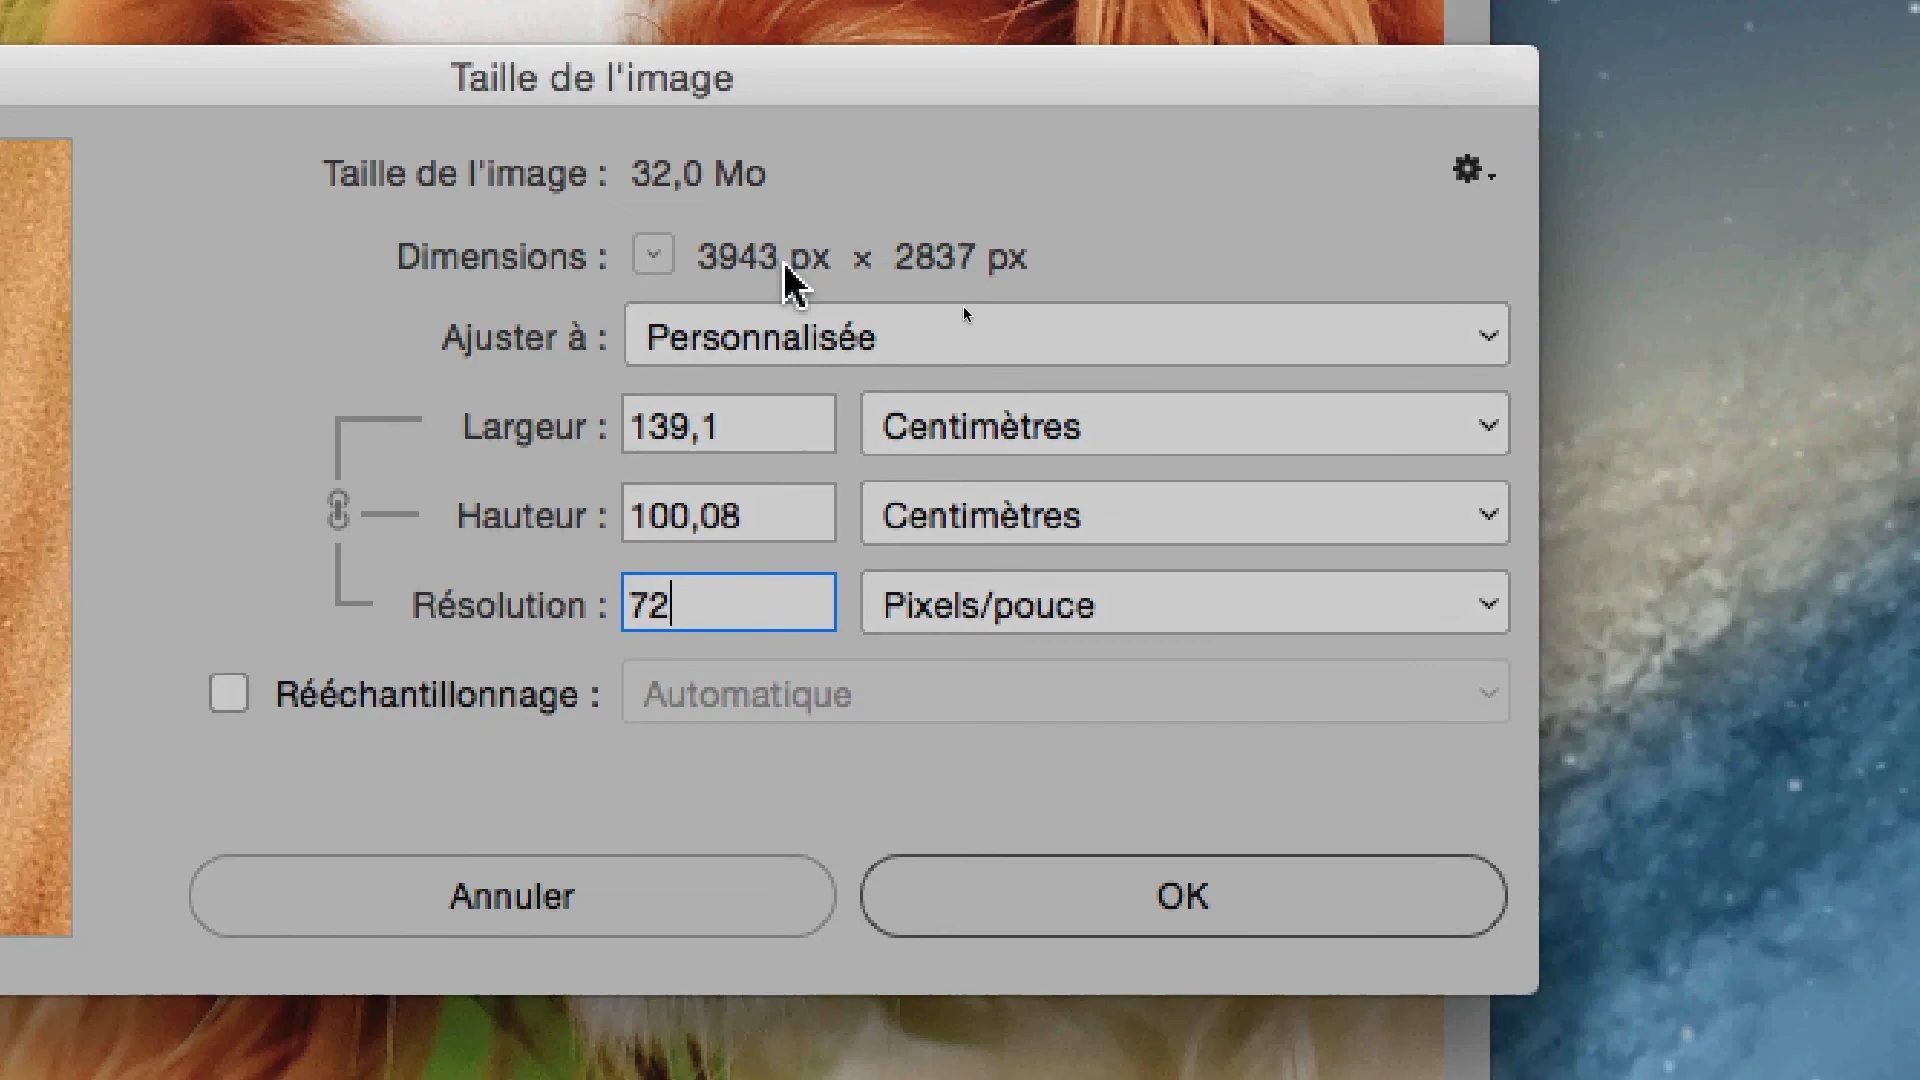 Taille de l'image
Taille de l'image : 32,0 Mo
Dimensions : 3943 px × 2837 px
Ajuster à : Personnalisée
Largeur : 139,1 Centimètres
Hauteur : 100,08 Centimètres
Résolution : 72 Pixels/pouce
Rééchantillonnage : Automatique
Annuler OK